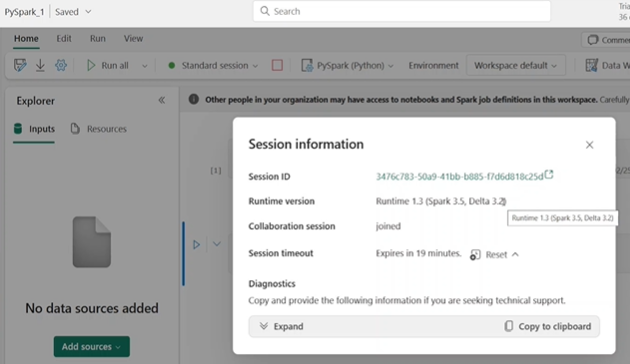 PySpark_1 | Saved
Search
Home Edit Run View
Run all Standard session PySpark (Python) Environment Workspace default Data W
Explorer
Other people in your organization may have access to notebooks and Spark job definitions in this workspace. Carefully
Inputs Resources
Session information
[1]
Session ID 3476c783-50a9-41bb-b885-f7d6d818c25d
Runtime version Runtime 1.3 (Spark 3.5, Delta 3.2)
Runtime 1.3 (Spark 3.5, Delta 3.2)
Collaboration session joined
Session timeout Expires in 19 minutes. Reset
Diagnostics
Copy and provide the following information if you are seeking technical support.
No data sources added
Expand Copy to clipboard
Add sources